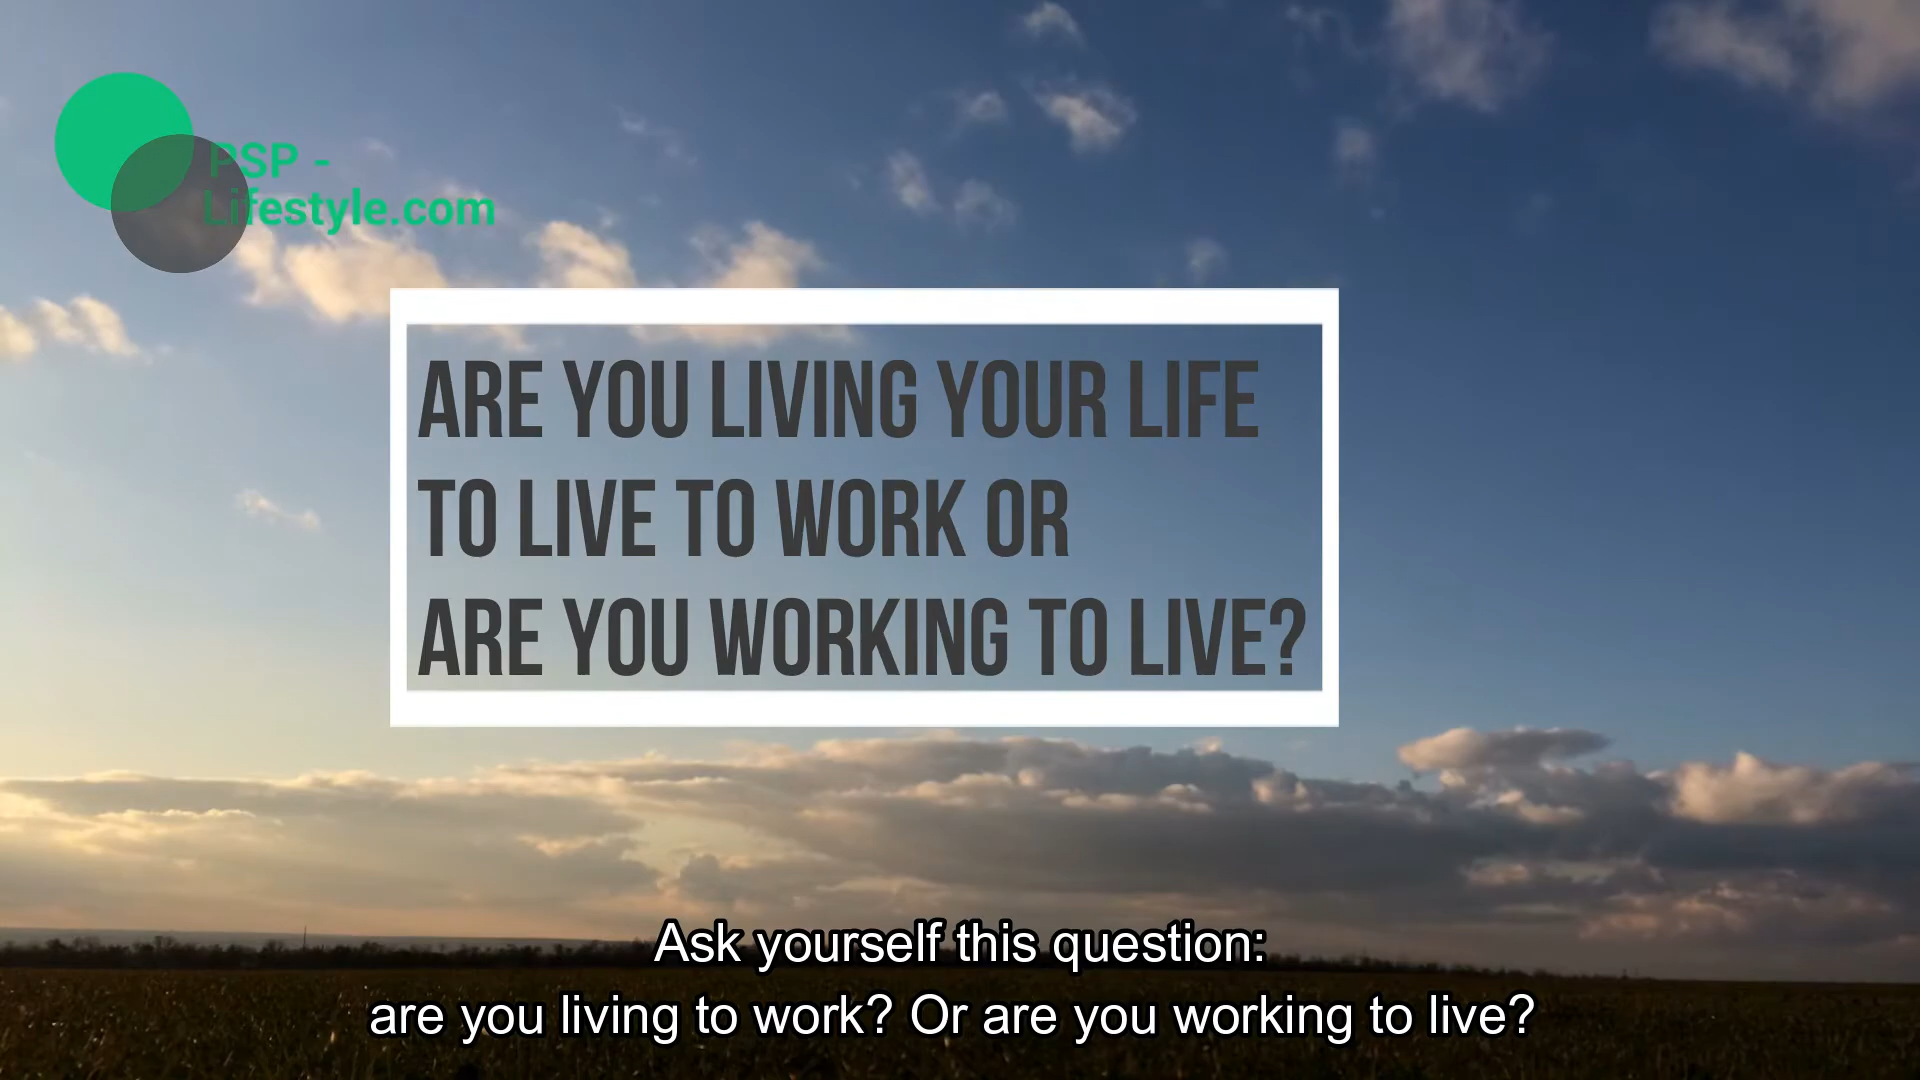 PSP -
Lifestyle.com
ARE YOU LIVING YOUR LIFE
TO LIVE TO WORK OR
ARE YOU WORKING TO LIVE?
Ask yourself this question:
are you living to work? Or are you working to live?